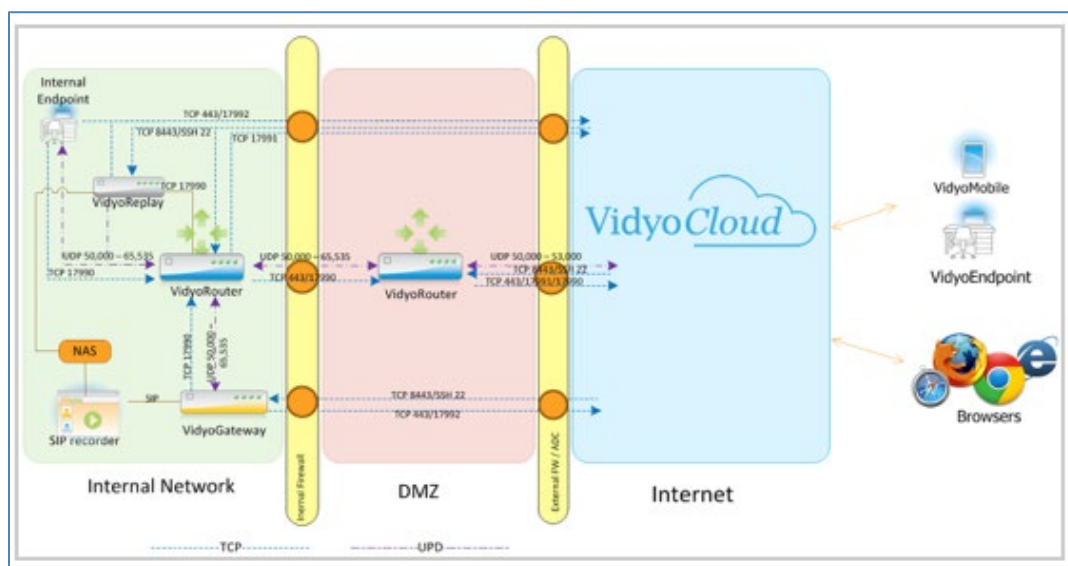 Internal
Endpoint
TCP 443/17992
TCP 8443/SSH 22
TCP 17991
TCP 17990
VidyoReplay
UDP 50,000 – 65,535
TCP 17990
VidyoRouter
UDP 50,000 – 65,535
TCP 443/17990
VidyoRouter
UDP 50,000 – 53,000
TCP 8443/SSH 22
TCP 443/17991/17990
VidyoCloud
VidyoMobile
VidyoEndpoint
Browsers
TCP 17990
UDP 50,000 –
65,535
NAS
SIP
SIP recorder
VidyoGateway
TCP 8443/SSH 22
TCP 443/17992
Inernal Firewall
External FW / ADC
Internal Network
DMZ
Internet
TCP
UPD